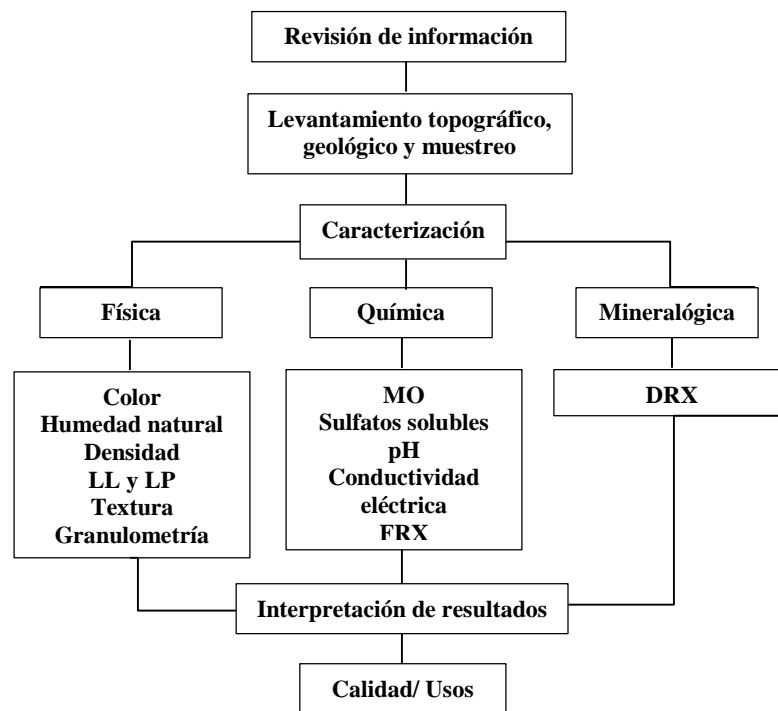 Revisión de información
Levantamiento topográfico,
geológico y muestreo
Caracterización
Física
Química
Mineralógica
Color
Humedad natural
Densidad
LL y LP
Textura
Granulometría
MO
Sulfatos solubles
pH
Conductividad
eléctrica
FRX
DRX
Interpretación de resultados
Calidad/ Usos